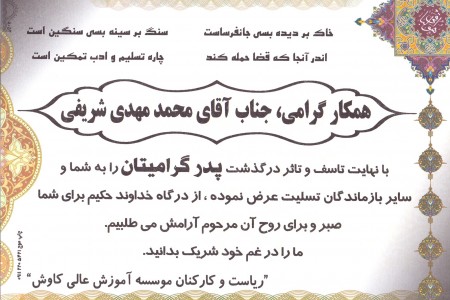 خاک بر دیده بسی جانفرساست
سنگ بر سینه بسی سنگین است
اندر آنجا که قضا حمله کند
چاره تسلیم و ادب تمکین است
همکار گرامی، جناب آقای محمد مهدی شریفی
با نهایت تاسف و تاثر درگذشت پدر گرامیتان را به شما و
سایر بازماندگان تسلیت عرض نموده ، از درگاه خداوند حکیم برای شما
صبر و برای روح آن مرحوم آرامش می طلبیم.
ما را در غم خود شریک بدانید.
"ریاست و کارکنان موسسه آموزش عالی کاوش"